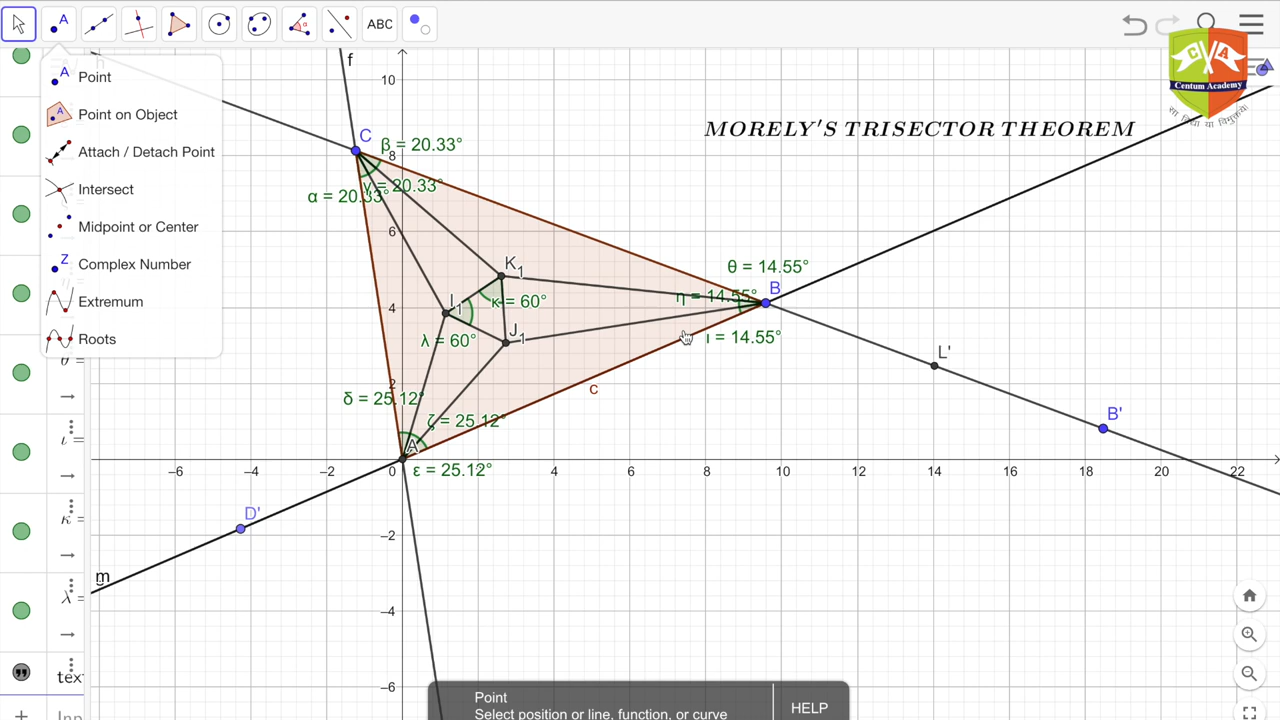 A
ABC
Point
Point on Object
Attach / Detach Point
Intersect
Midpoint or Center
Complex Number
Extremum
Roots
MORELY'S TRISECTOR THEOREM
Centum Academy
f
C
β = 20.33°
γ = 20.33°
α = 20.33°
K₁
I₁
J₁
κ = 60°
λ = 60°
θ = 14.55°
η = 14.55°
ι = 14.55°
B
L'
B'
c
δ = 25.12°
ζ = 25.12°
A
ε = 25.12°
D'
10
8
6
4
2
−6 −4 −2 0 4 6 8 10 12 14 16 18 20 22
−2
−4
−6
ι =
κ =
λ =
text
Point
Select position or line, function, or curve
HELP